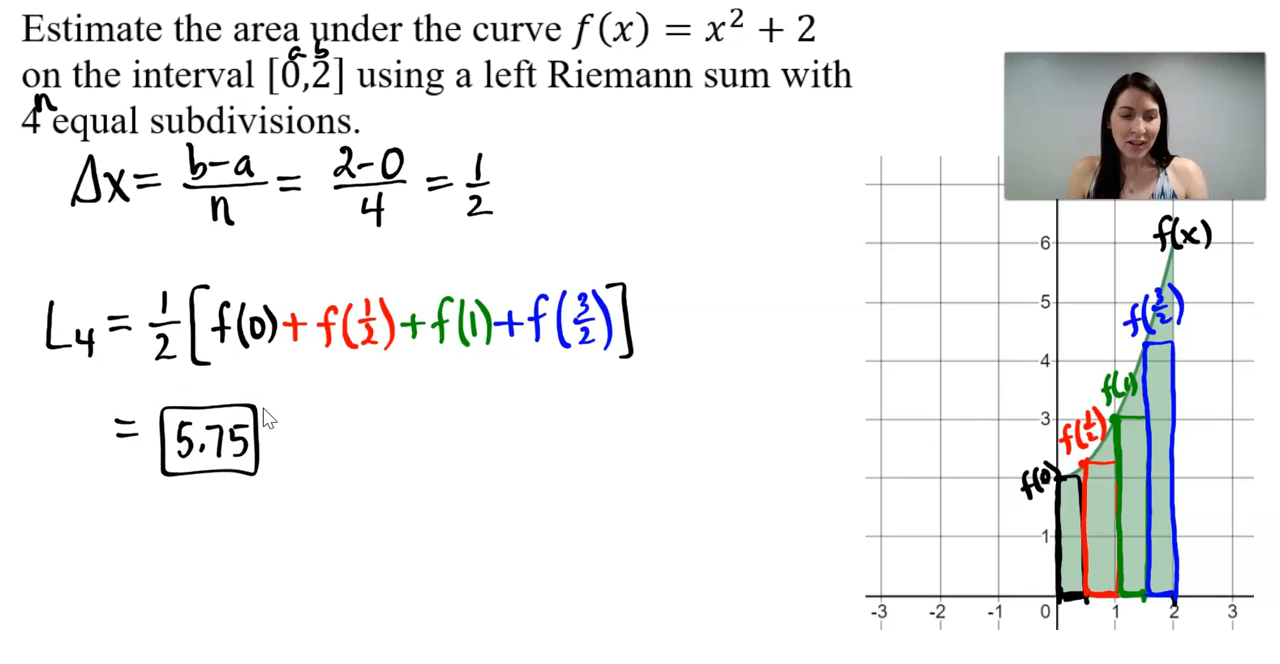 Estimate the area under the curve f(x) = x² + 2
a b
on the interval [0,2] using a left Riemann sum with
n
4 equal subdivisions.
Δx = b-a/n = 2-0/4 = 1/2
L₄ = 1/2 [f(0) + f(1/2) + f(1) + f(3/2)]
= 5.75
f(x)
6
5
f(3/2)
4
f(1)
3
f(1/2)
f(0)
1
-3 -2 -1 0 1 2 3